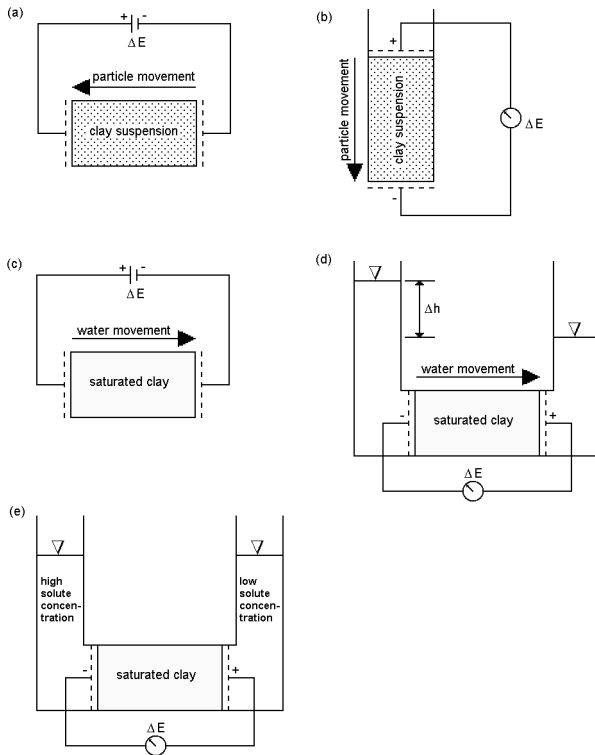 (a)
+ -
ΔE
particle movement
clay suspension
(b)
+
particle movement
clay suspension
ΔE
-
(c)
+ -
ΔE
water movement
saturated clay
(d)
Δh
water movement
- +
saturated clay
ΔE
(e)
high
solute
concen-
tration
low
solute
concen-
tration
- +
saturated clay
ΔE